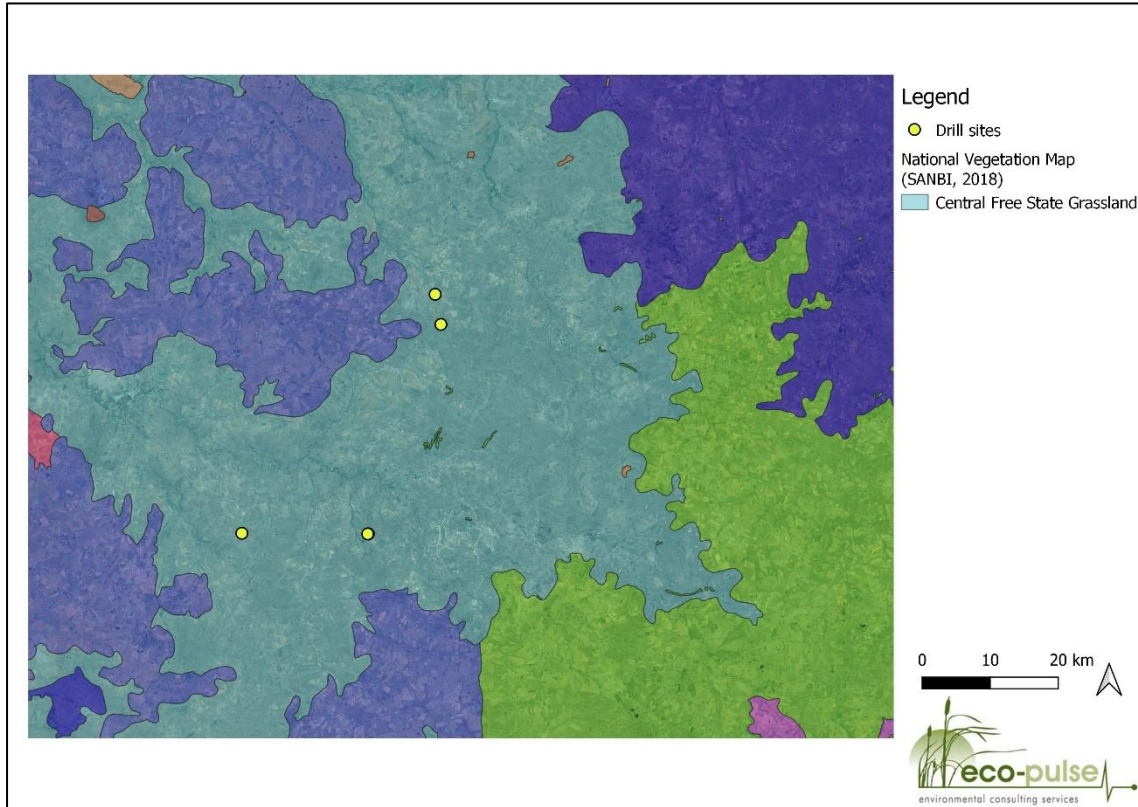 Legend
Drill sites
National Vegetation Map
(SANBI, 2018)
Central Free State Grassland
0 10 20 km
eco-pulse
environmental consulting services